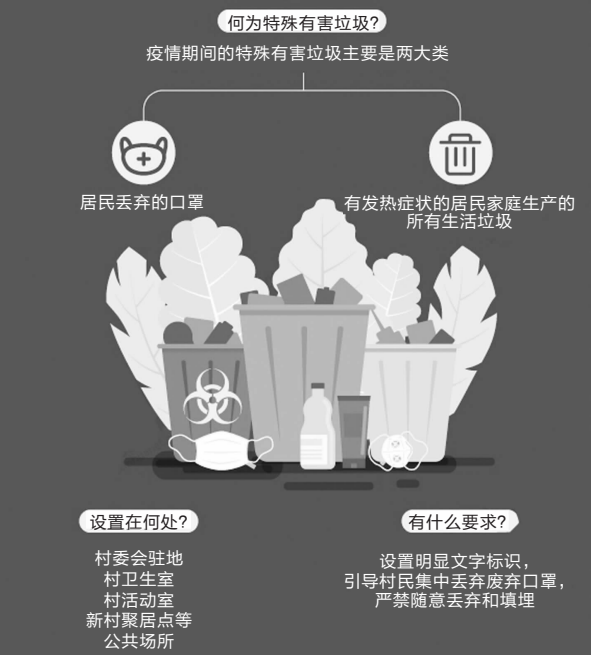 何为特殊有害垃圾?
疫情期间的特殊有害垃圾主要是两大类
居民丢弃的口罩
有发热症状的居民家庭生产的
所有生活垃圾
设置在何处?
村委会驻地
村卫生室
村活动室
新村聚居点等
公共场所
有什么要求?
设置明显文字标识，
引导村民集中丢弃废弃口罩，
严禁随意丢弃和填埋